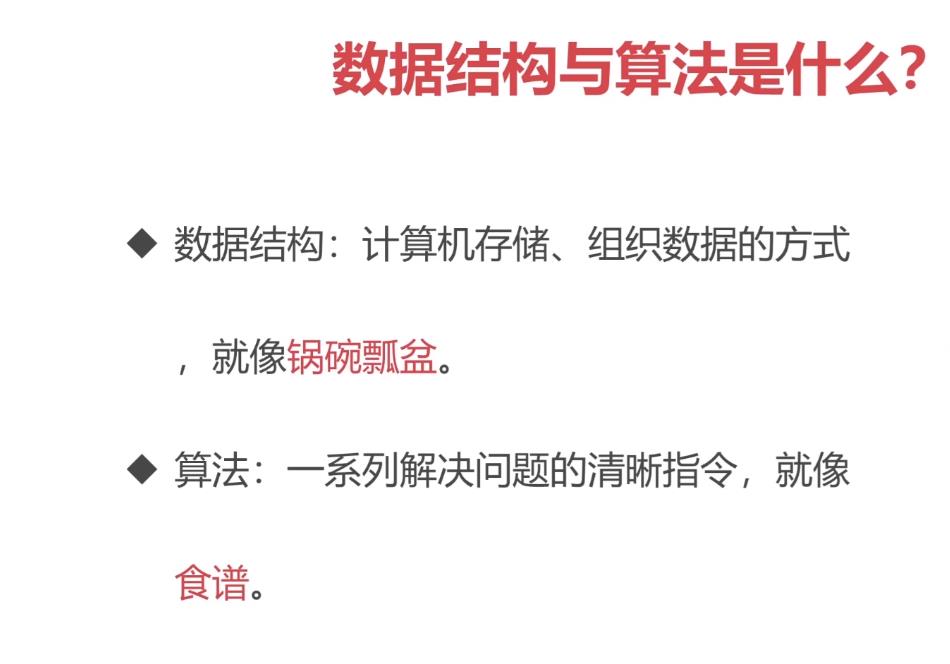 数据结构与算法是什么？
◆ 数据结构：计算机存储、组织数据的方式
，就像锅碗瓢盆。
◆ 算法：一系列解决问题的清晰指令，就像
食谱。